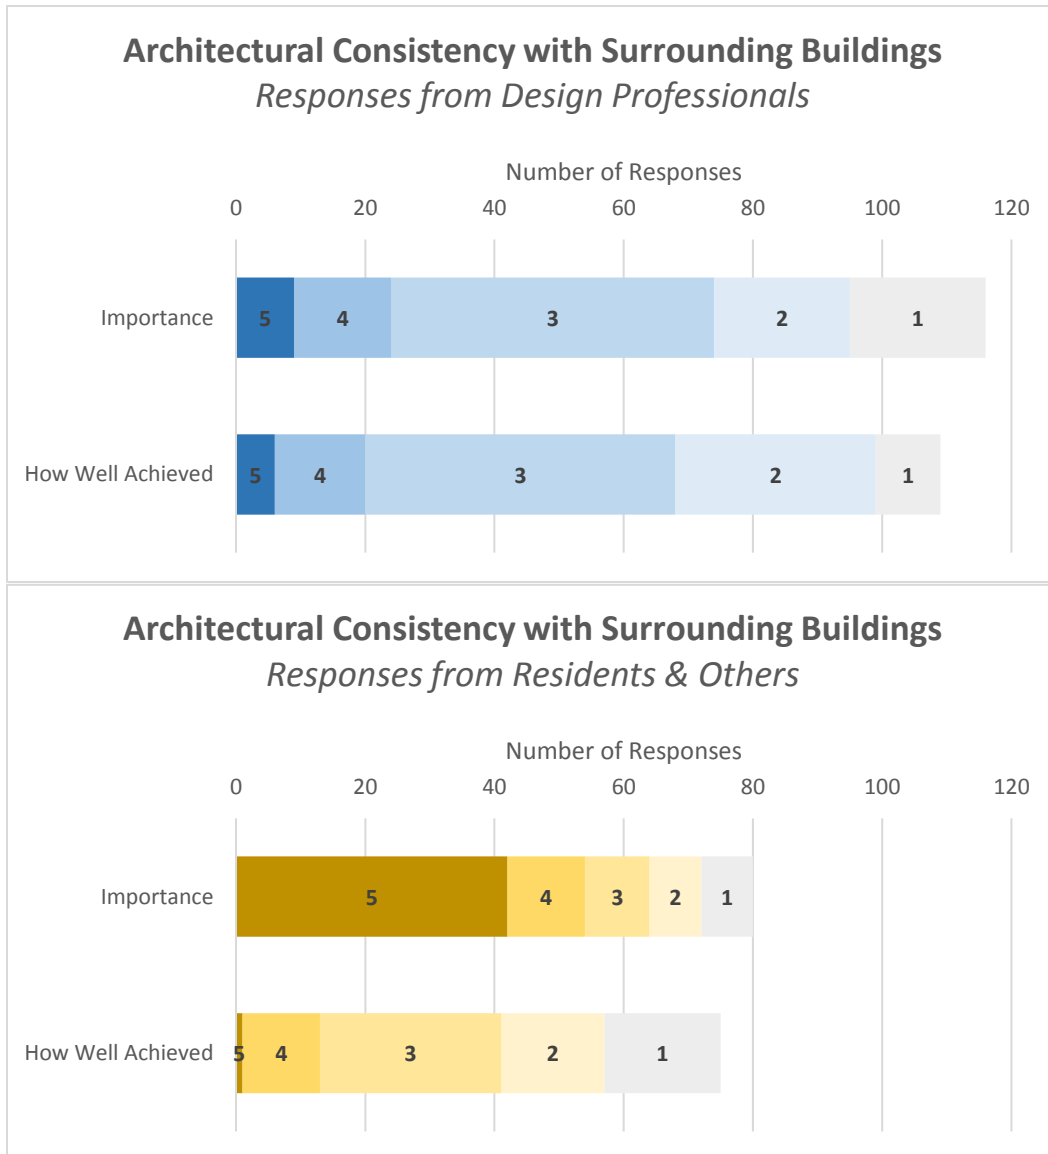 Architectural Consistency with Surrounding Buildings
Responses from Design Professionals
Number of Responses
0 20 40 60 80 100 120
Importance 5 4 3 2 1
How Well Achieved 5 4 3 2 1
Architectural Consistency with Surrounding Buildings
Responses from Residents & Others
Number of Responses
0 20 40 60 80 100 120
Importance 5 4 3 2 1
How Well Achieved 5 4 3 2 1